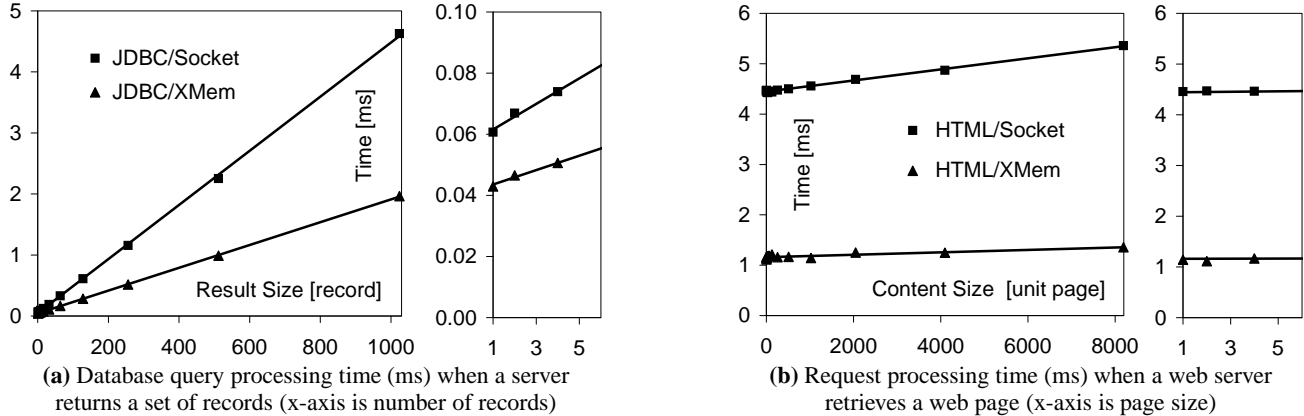 5
4
3
2
1
0
JDBC/Socket
JDBC/XMem
Time [ms]
Result Size [record]
0 200 400 600 800 1000
0.10
0.08
0.06
0.04
0.02
0.00
1 3 5
(a) Database query processing time (ms) when a server
returns a set of records (x-axis is number of records)
6
5
4
3
2
1
0
HTML/Socket
HTML/XMem
Time [ms]
Content Size [unit page]
0 2000 4000 6000 8000
6
5
4
3
2
1
0
1 3 5
(b) Request processing time (ms) when a web server
retrieves a web page (x-axis is page size)